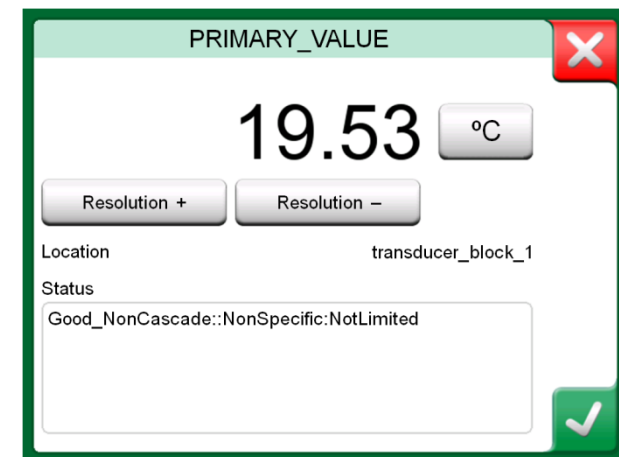 PRIMARY_VALUE
19.53 ºC
Resolution + Resolution –
Location transducer_block_1
Status
Good_NonCascade::NonSpecific:NotLimited